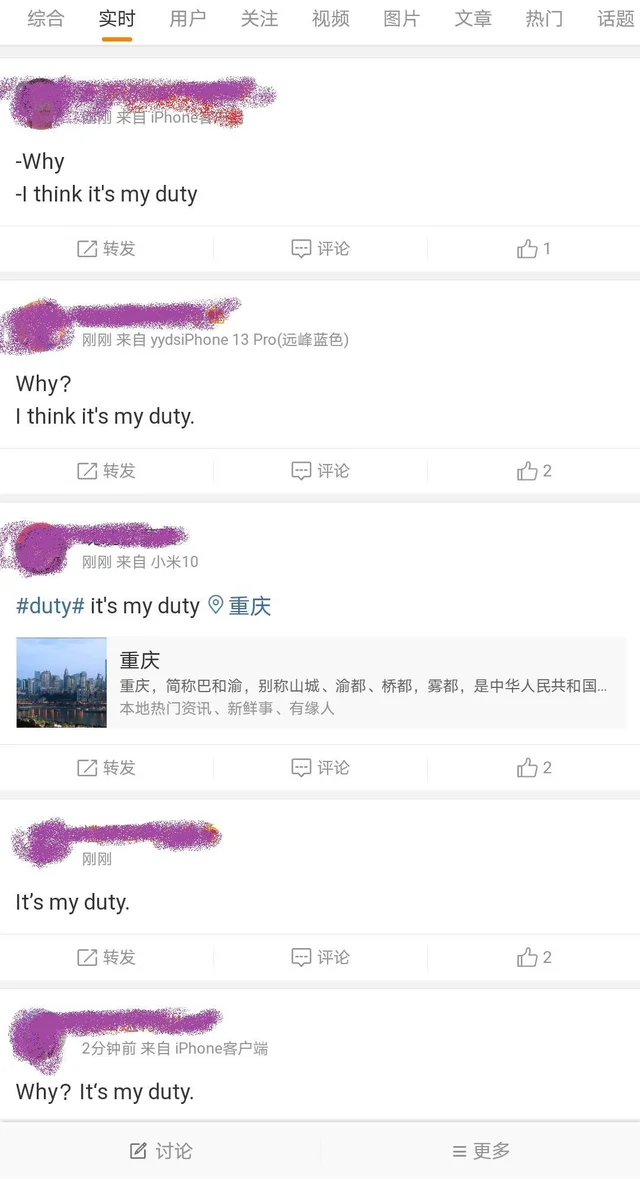 综合 实时 用户 关注 视频 图片 文章 热门 话题
刚刚 来自 iPhone客户端
-Why
-I think it's my duty
转发 评论 1
刚刚 来自 yydsiPhone 13 Pro(远峰蓝色)
Why？
I think it's my duty.
转发 评论 2
刚刚 来自 小米10
#duty# it's my duty 重庆
重庆
重庆，简称巴和渝，别称山城、渝都、桥都，雾都，是中华人民共和国...
本地热门资讯、新鲜事、有缘人
转发 评论 2
刚刚
It’s my duty.
转发 评论 2
2分钟前 来自 iPhone客户端
Why？It‘s my duty.
讨论 更多